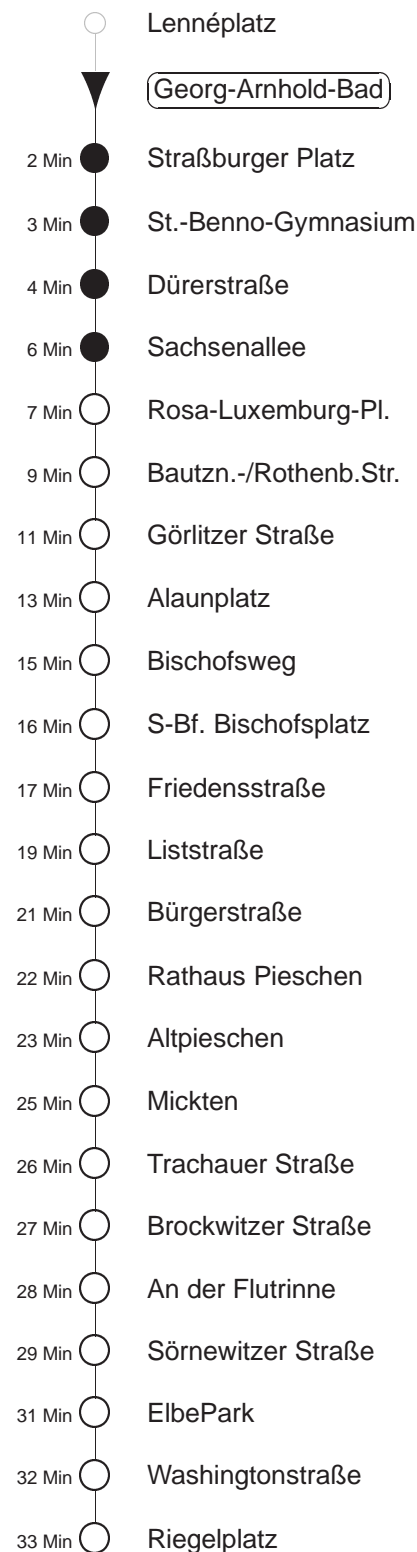 Lennéplatz
Georg-Arnhold-Bad
2 Min Straßburger Platz
3 Min St.-Benno-Gymnasium
4 Min Dürerstraße
6 Min Sachsenallee
7 Min Rosa-Luxemburg-Pl.
9 Min Bautzn.-/Rothenb.Str.
11 Min Görlitzer Straße
13 Min Alaunplatz
15 Min Bischofsweg
16 Min S-Bf. Bischofsplatz
17 Min Friedensstraße
19 Min Liststraße
21 Min Bürgerstraße
22 Min Rathaus Pieschen
23 Min Altpieschen
25 Min Mickten
26 Min Trachauer Straße
27 Min Brockwitzer Straße
28 Min An der Flutrinne
29 Min Sörnewitzer Straße
31 Min ElbePark
32 Min Washingtonstraße
33 Min Riegelplatz